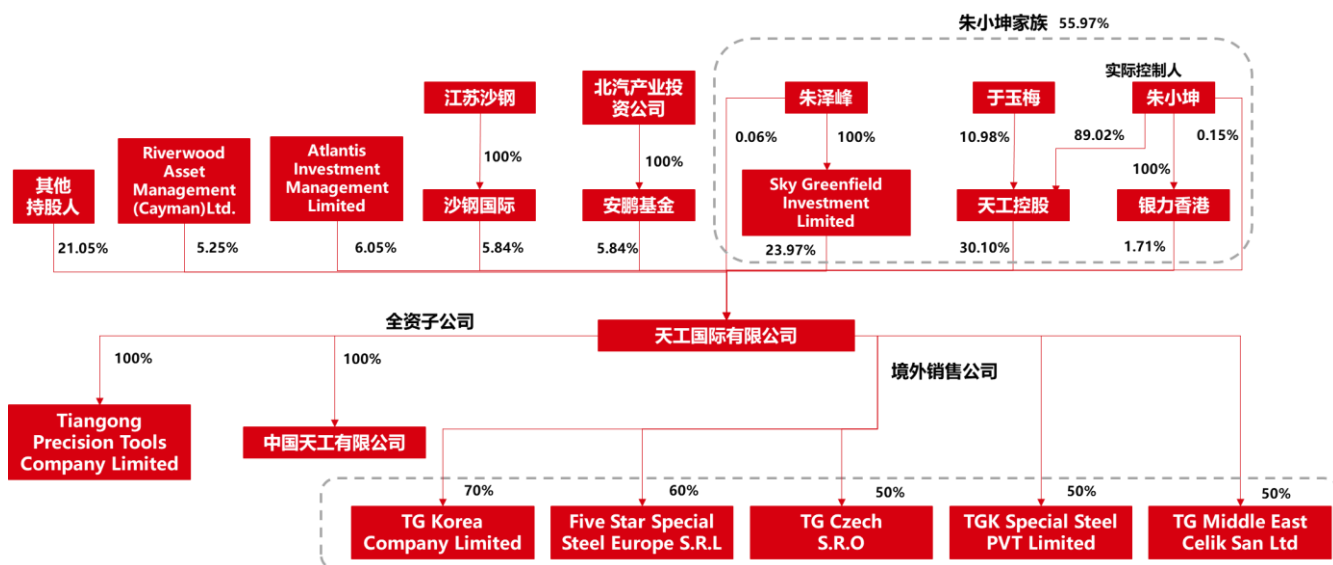 朱小坤家族 55.97%
实际控制人
江苏沙钢
北汽产业投
资公司
朱泽峰
于玉梅
朱小坤
0.06%
100%
10.98%
89.02%
0.15%
100%
100%
100%
其他
持股人
Riverwood
Asset
Management
(Cayman)Ltd.
Atlantis
Investment
Management
Limited
沙钢国际
安鹏基金
Sky Greenfield
Investment
Limited
天工控股
银力香港
21.05%
5.25%
6.05%
5.84%
5.84%
23.97%
30.10%
1.71%
全资子公司
天工国际有限公司
100%
100%
境外销售公司
Tiangong
Precision Tools
Company Limited
中国天工有限公司
70%
60%
50%
50%
50%
TG Korea
Company Limited
Five Star Special
Steel Europe S.R.L
TG Czech
S.R.O
TGK Special Steel
PVT Limited
TG Middle East
Celik San Ltd